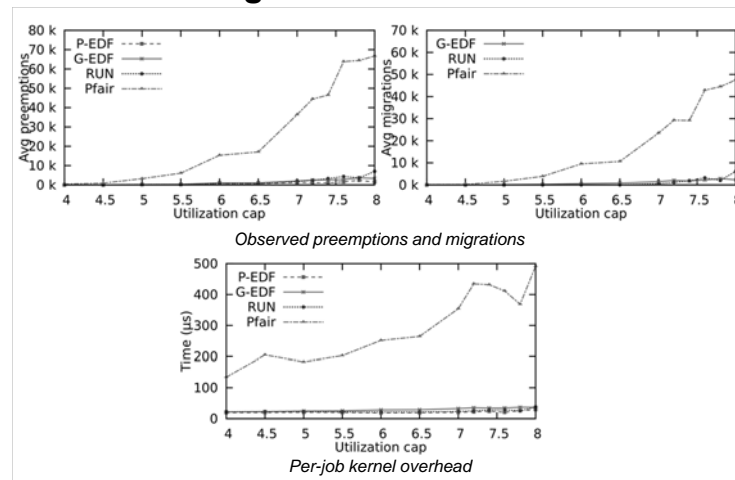 80 k
70 k
60 k
50 k
40 k
30 k
20 k
10 k
0 k
Avg preemptions
P-EDF
G-EDF
RUN
Pfair
4 4.5 5 5.5 6 6.5 7 7.5 8
Utilization cap
70 k
60 k
50 k
40 k
30 k
20 k
10 k
0 k
Avg migrations
G-EDF
RUN
Pfair
4 4.5 5 5.5 6 6.5 7 7.5 8
Utilization cap
Observed preemptions and migrations
500
400
300
200
100
0
Time (µs)
P-EDF
G-EDF
RUN
Pfair
4 4.5 5 5.5 6 6.5 7 7.5 8
Utilization cap
Per-job kernel overhead